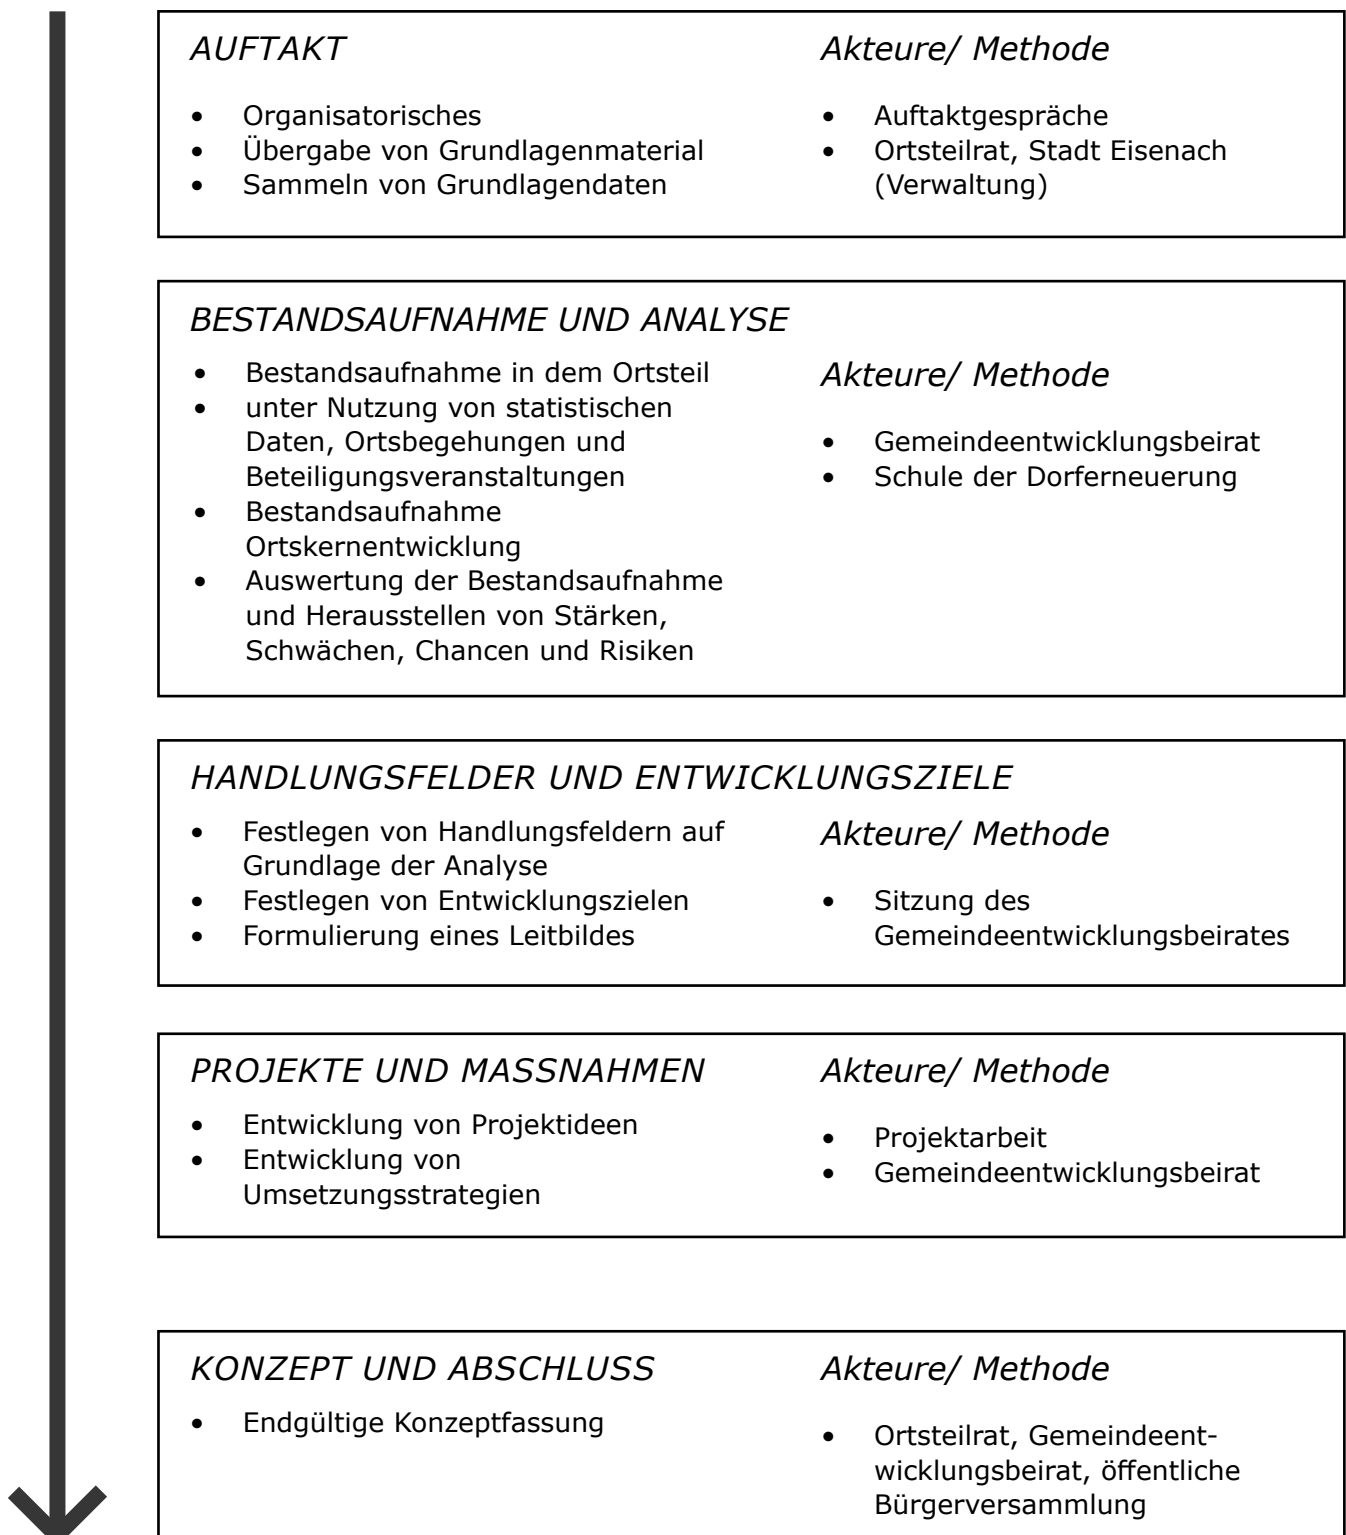 AUFTAKT
• Organisatorisches
• Übergabe von Grundlagenmaterial
• Sammeln von Grundlagendaten
Akteure/ Methode
• Auftaktgespräche
• Ortsteilrat, Stadt Eisenach
(Verwaltung)
BESTANDSAUFNAHME UND ANALYSE
• Bestandsaufnahme in dem Ortsteil
• unter Nutzung von statistischen
Daten, Ortsbegehungen und
Beteiligungsveranstaltungen
• Bestandsaufnahme
Ortskernentwicklung
• Auswertung der Bestandsaufnahme
und Herausstellen von Stärken,
Schwächen, Chancen und Risiken
Akteure/ Methode
• Gemeindeentwicklungsbeirat
• Schule der Dorferneuerung
HANDLUNGSFELDER UND ENTWICKLUNGSZIELE
• Festlegen von Handlungsfeldern auf
Grundlage der Analyse
• Festlegen von Entwicklungszielen
• Formulierung eines Leitbildes
Akteure/ Methode
• Sitzung des
Gemeindeentwicklungsbeirates
PROJEKTE UND MASSNAHMEN
• Entwicklung von Projektideen
• Entwicklung von
Umsetzungsstrategien
Akteure/ Methode
• Projektarbeit
• Gemeindeentwicklungsbeirat
KONZEPT UND ABSCHLUSS
• Endgültige Konzeptfassung
Akteure/ Methode
• Ortsteilrat, Gemeindeent-
wicklungsbeirat, öffentliche
Bürgerversammlung